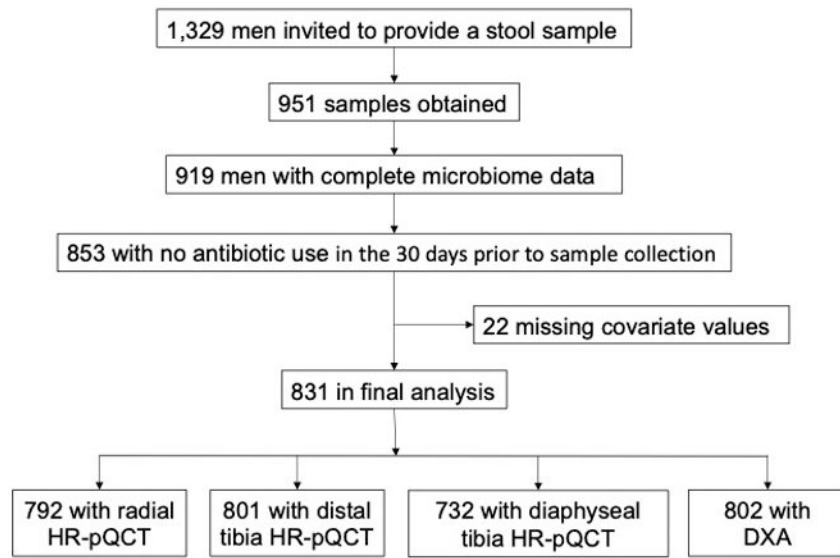 1,329 men invited to provide a stool sample
951 samples obtained
919 men with complete microbiome data
853 with no antibiotic use in the 30 days prior to sample collection
22 missing covariate values
831 in final analysis
792 with radial
HR-pQCT
801 with distal
tibia HR-pQCT
732 with diaphyseal
tibia HR-pQCT
802 with
DXA